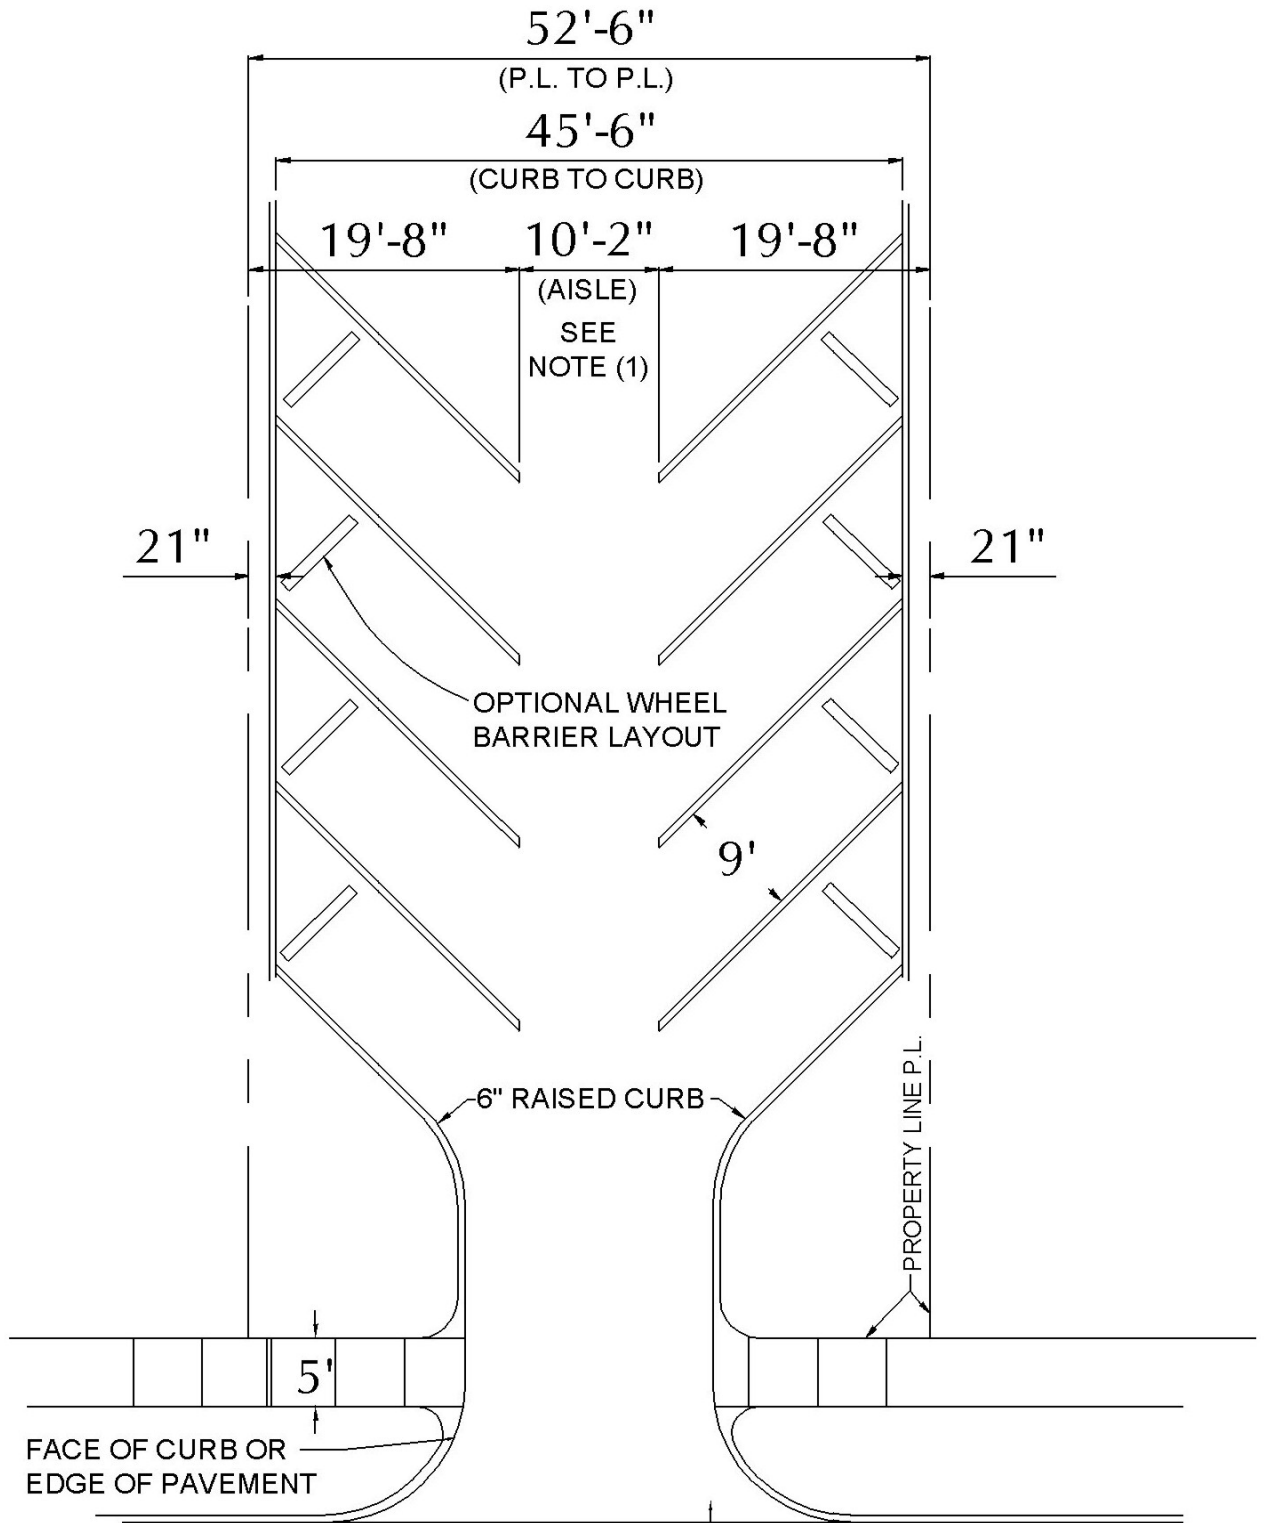 52'-6"
(P.L. TO P.L.)
45'-6"
(CURB TO CURB)
19'-8" 10'-2" 19'-8"
(AISLE)
SEE
NOTE (1)
21" 21"
OPTIONAL WHEEL
BARRIER LAYOUT
9'
6" RAISED CURB
PROPERTY LINE P.L.
5'
FACE OF CURB OR
EDGE OF PAVEMENT